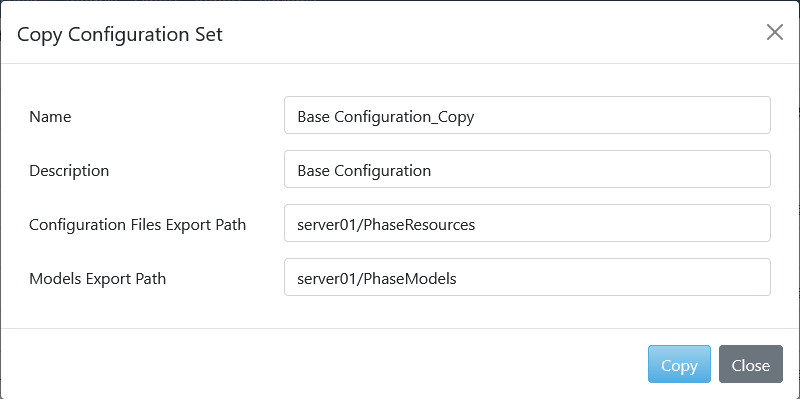 Copy Configuration Set
Name
Base Configuration_Copy
Description
Base Configuration
Configuration Files Export Path
server01/PhaseResources
Models Export Path
server01/PhaseModels
Copy
Close